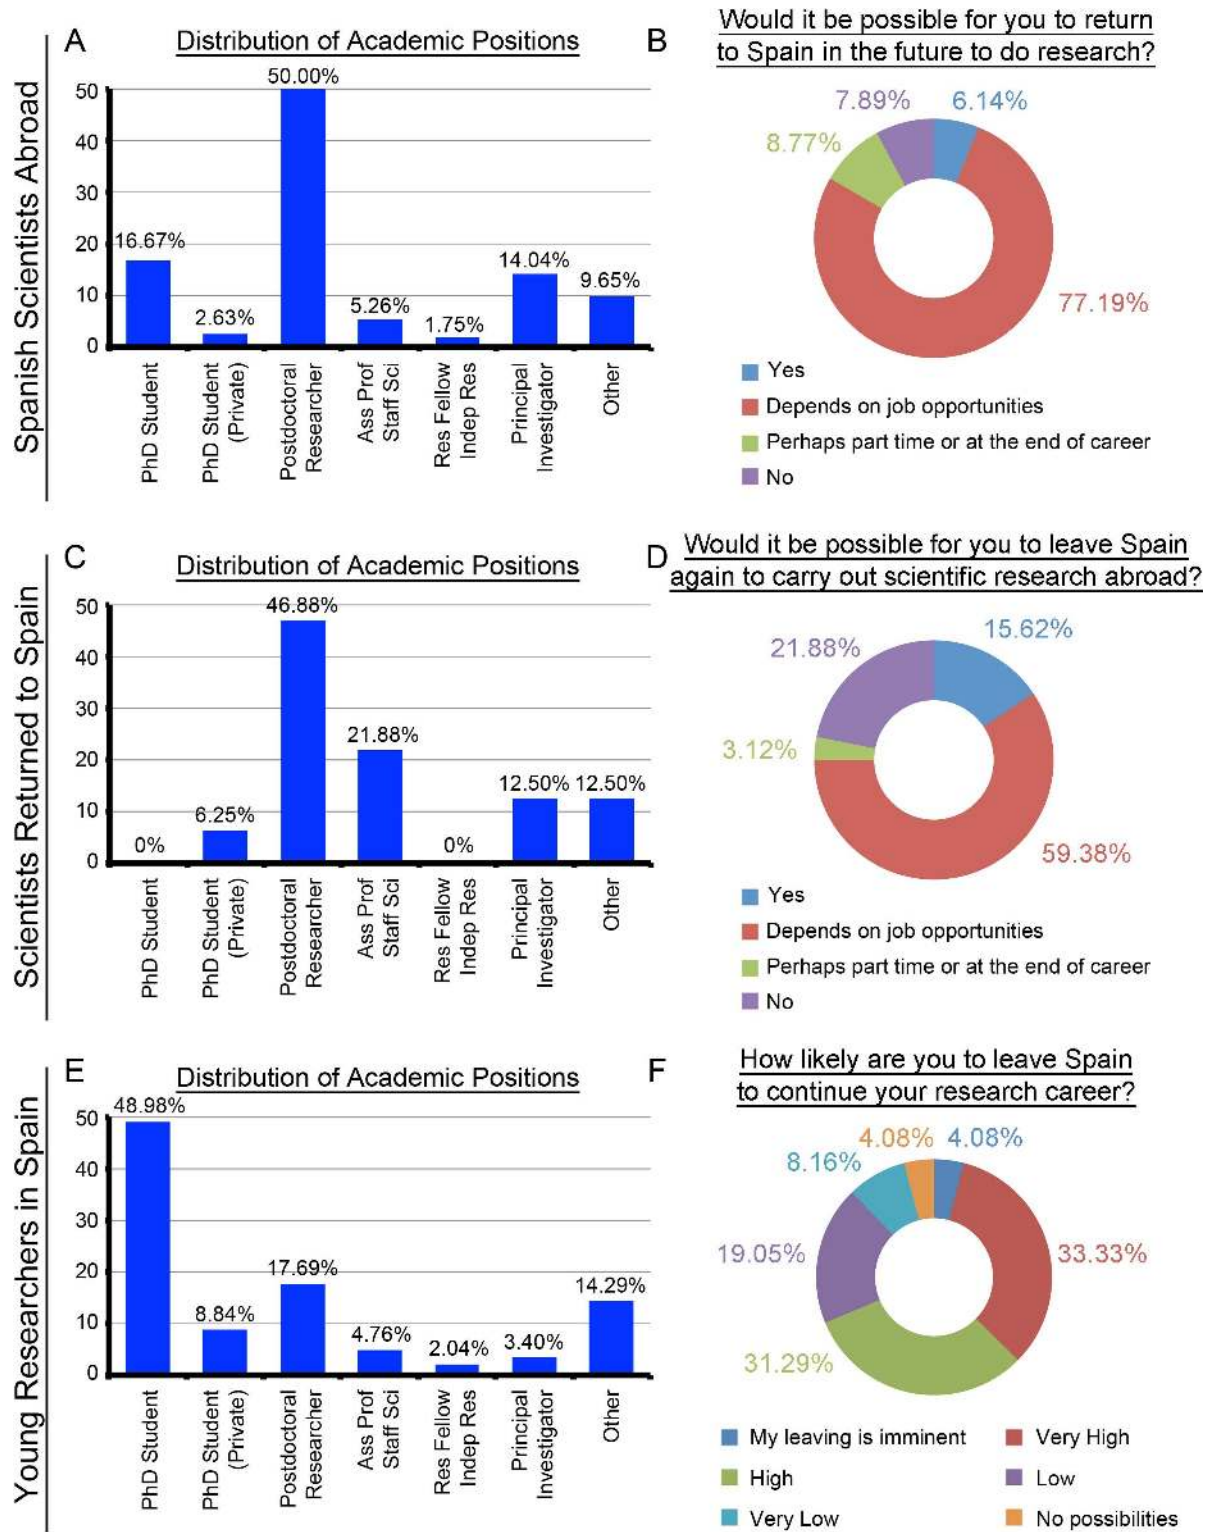 Spanish Scientists Abroad
A
Distribution of Academic Positions
50
40
30
20
10
0
16.67%
2.63%
50.00%
5.26%
1.75%
14.04%
9.65%
PhD Student
PhD Student
(Private)
Postdoctoral
Researcher
Ass Prof
Staff Sci
Res Fellow
Indep Res
Principal
Investigator
Other
B
Would it be possible for you to return
to Spain in the future to do research?
7.89%
6.14%
8.77%
77.19%
Yes
Depends on job opportunities
Perhaps part time or at the end of career
No
Scientists Returned to Spain
C
Distribution of Academic Positions
50
40
30
20
10
0
0%
6.25%
46.88%
21.88%
0%
12.50%
12.50%
PhD Student
PhD Student
(Private)
Postdoctoral
Researcher
Ass Prof
Staff Sci
Res Fellow
Indep Res
Principal
Investigator
Other
D
Would it be possible for you to leave Spain
again to carry out scientific research abroad?
21.88%
15.62%
3.12%
59.38%
Yes
Depends on job opportunities
Perhaps part time or at the end of career
No
Young Researchers in Spain
E
Distribution of Academic Positions
50
40
30
20
10
0
48.98%
8.84%
17.69%
4.76%
2.04%
3.40%
14.29%
PhD Student
PhD Student
(Private)
Postdoctoral
Researcher
Ass Prof
Staff Sci
Res Fellow
Indep Res
Principal
Investigator
Other
F
How likely are you to leave Spain
to continue your research career?
4.08%
4.08%
8.16%
19.05%
33.33%
31.29%
My leaving is imminent
Very High
High
Low
Very Low
No possibilities